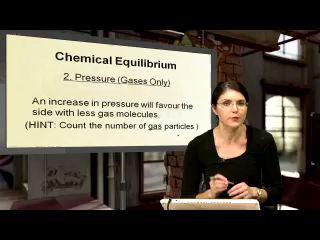 Chemical Equilibrium
2. Pressure (Gases Only)
An increase in pressure will favour the
side with less gas molecules.
(HINT: Count the number of gas particles )